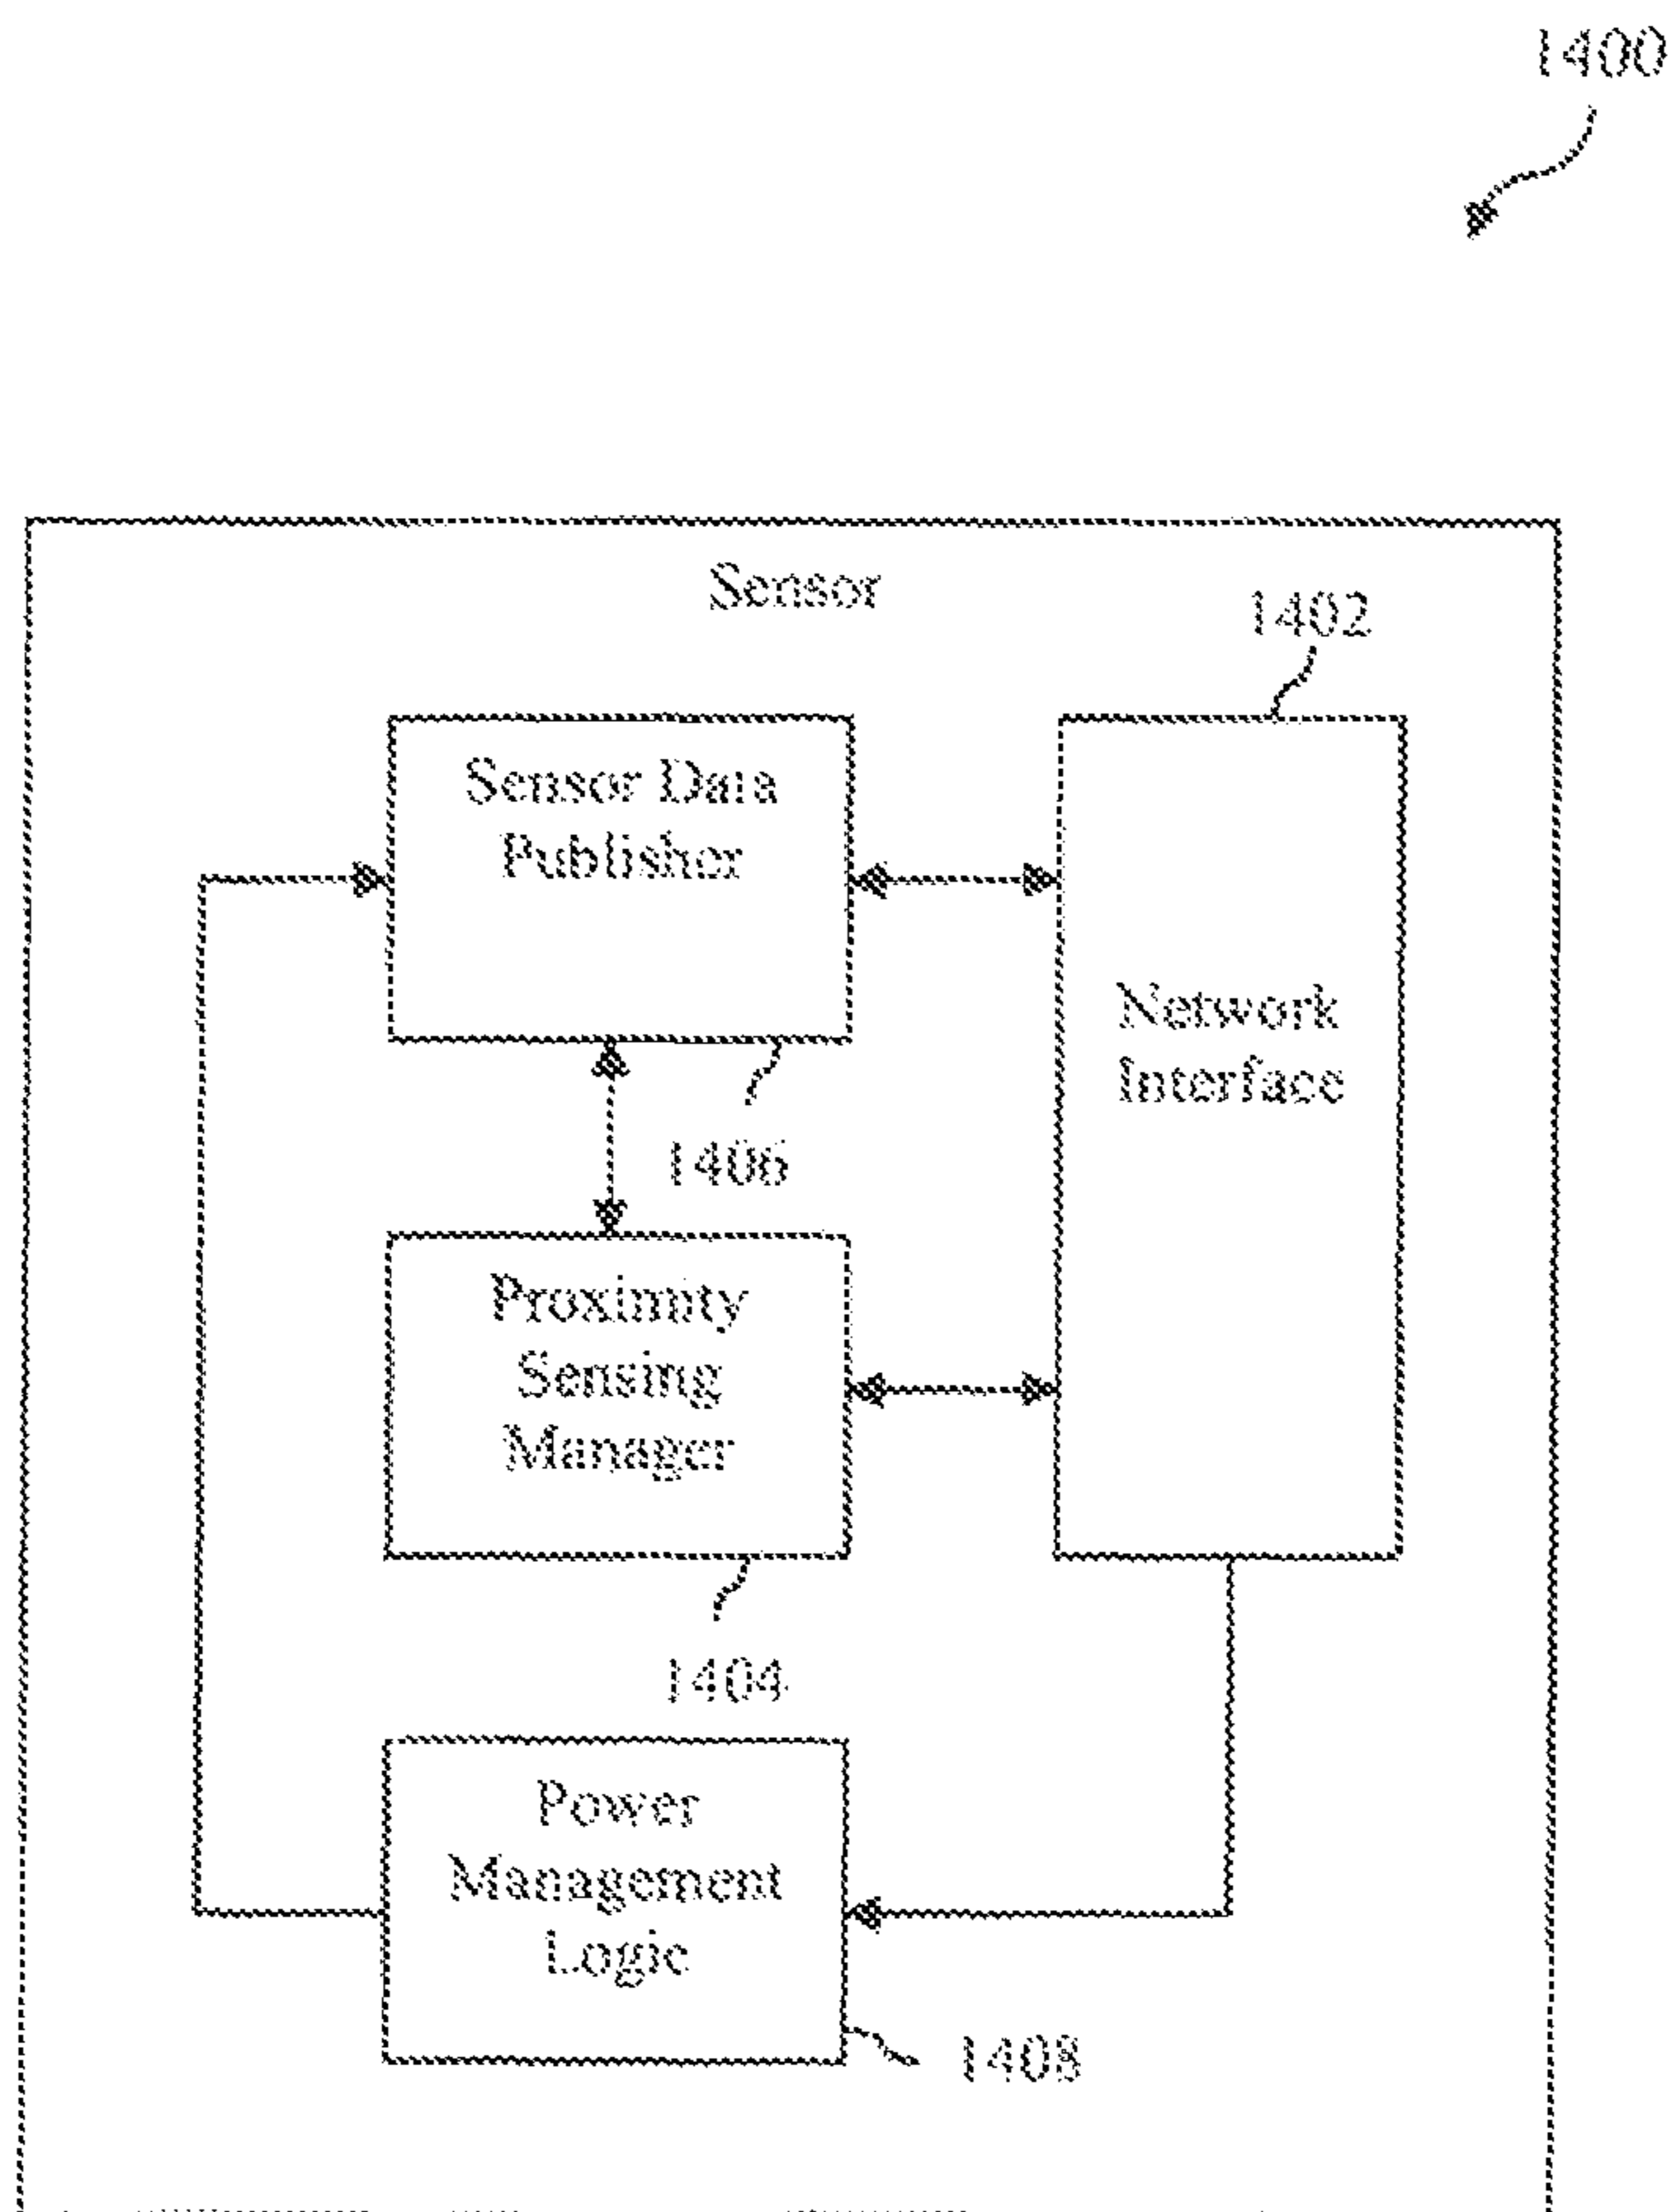 1400
Sensor
1402
Sensor Data
Publisher
Network
Interface
1406
Proximity
Sensing
Manager
1404
Power
Management
Logic
1408